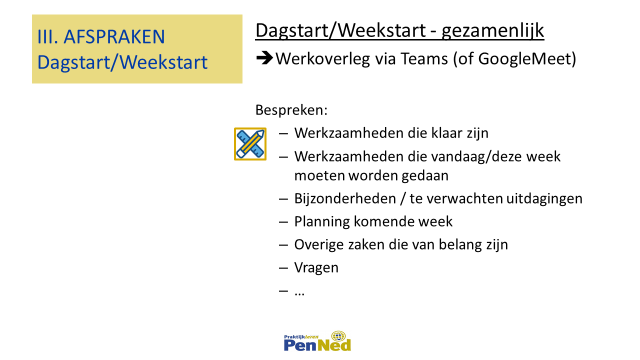 III. AFSPRAKEN
Dagstart/Weekstart
Dagstart/Weekstart - gezamenlijk
➔Werkoverleg via Teams (of GoogleMeet)
Bespreken:
– Werkzaamheden die klaar zijn
– Werkzaamheden die vandaag/deze week
moeten worden gedaan
– Bijzonderheden / te verwachten uitdagingen
– Planning komende week
– Overige zaken die van belang zijn
– Vragen
– …
Praktijkleren
PenNed